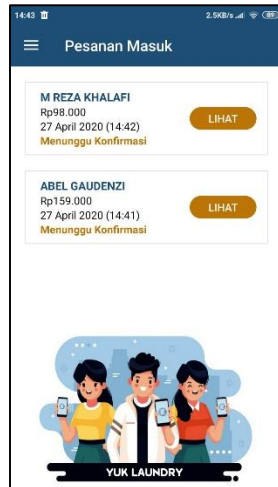 14:43 2.5KB/s 89
Pesanan Masuk
M REZA KHALAFI
Rp98.000
27 April 2020 (14:42)
Menunggu Konfirmasi
LIHAT
ABEL GAUDENZI
Rp159.000
27 April 2020 (14:41)
Menunggu Konfirmasi
LIHAT
YUK LAUNDRY